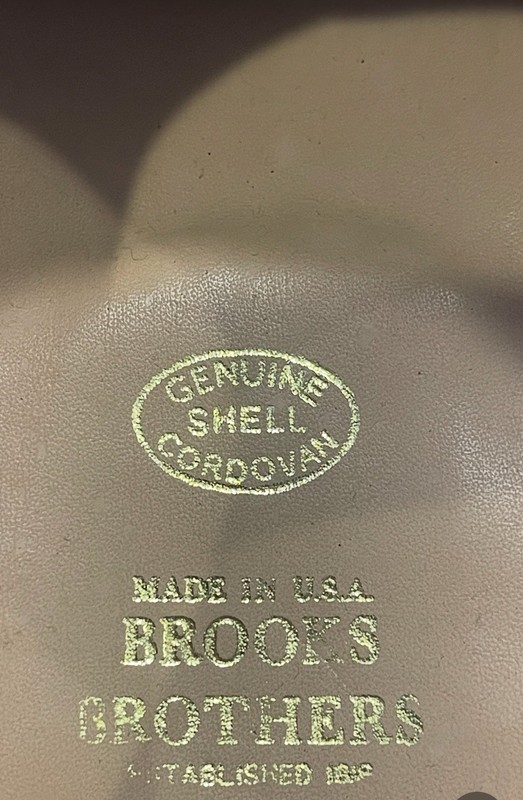 GENUINE
SHELL
CORDOVAN
MADE IN U.S.A.
BROOKS
BROTHERS
ESTABLISHED 1818